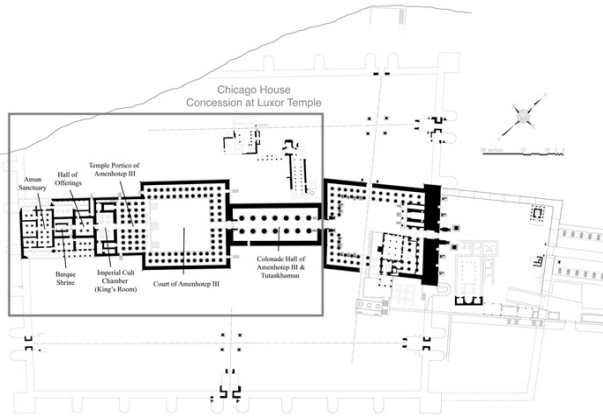 Chicago House
Concession at Luxor Temple
Temple Portico of
Amenhotep III
Hall of
Offerings
Amun
Sanctuary
Barque
Shrine
Imperial Cult
Chamber
(King's Room)
Court of Amenhotep III
Colonade Hall of
Amenhotep III &
Tutankhamun